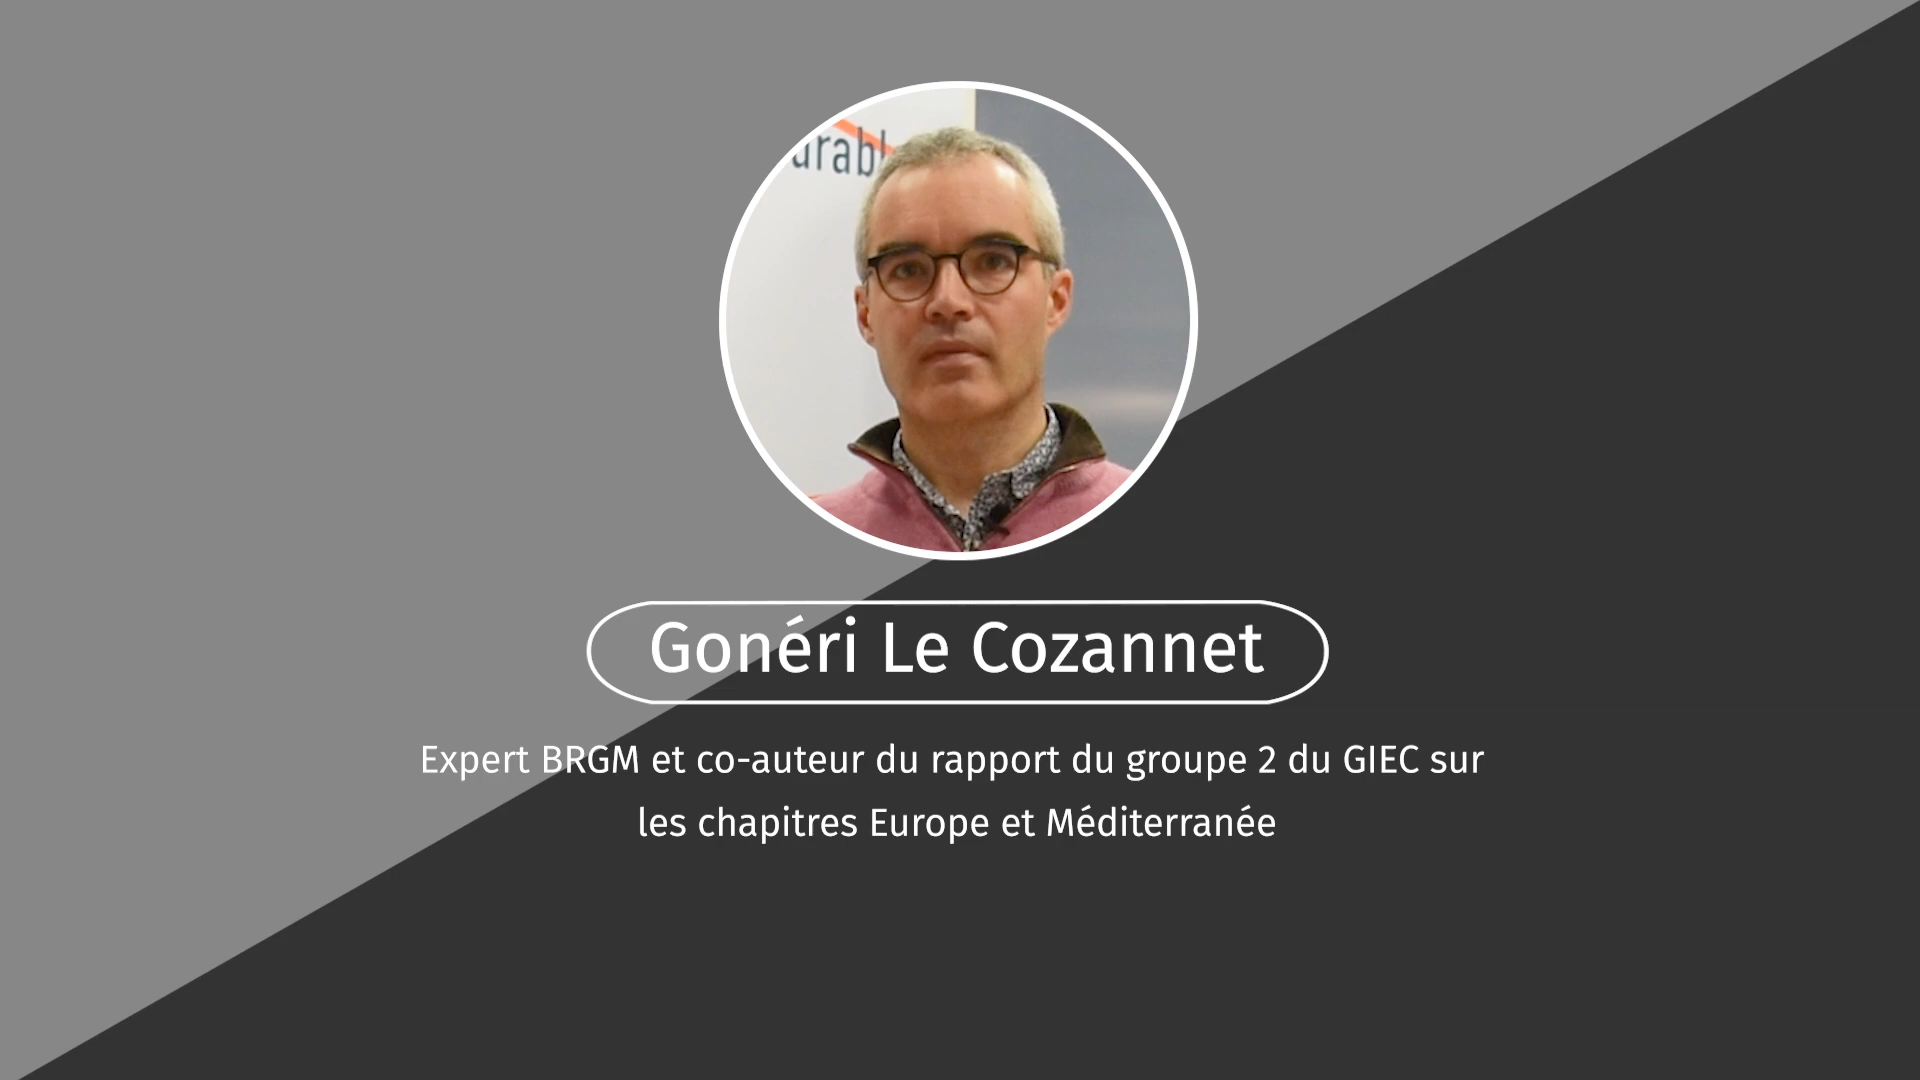 Gonéri Le Cozannet
Expert BRGM et co-auteur du rapport du groupe 2 du GIEC sur
les chapitres Europe et Méditerranée